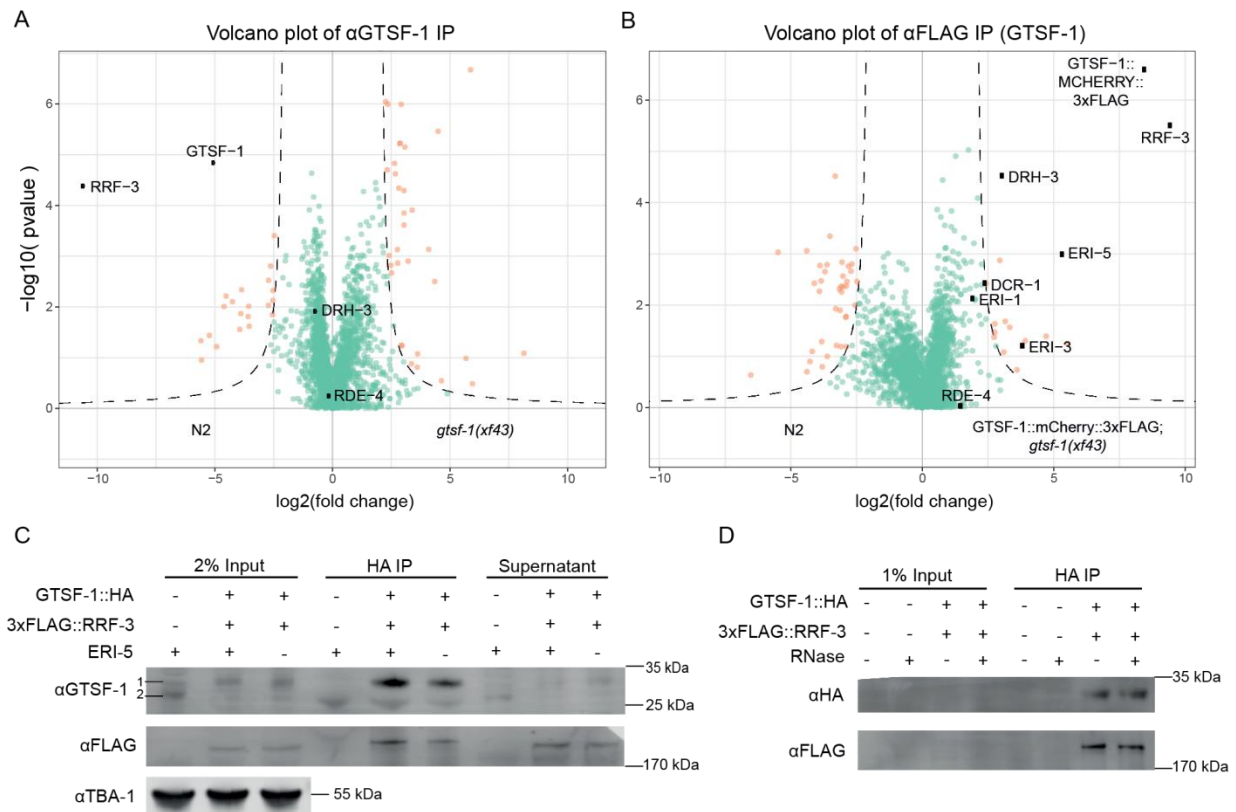 A
Volcano plot of αGTSF-1 IP
−log10( pvalue )
6
4
2
0
GTSF−1
RRF−3
DRH−3
RDE−4
N2
gtsf-1(xf43)
−10
−5
0
5
10
log2(fold change)
B
Volcano plot of αFLAG IP (GTSF-1)
6
4
2
0
GTSF−1::
MCHERRY::
3xFLAG
RRF−3
DRH−3
ERI−5
DCR−1
ERI−1
ERI−3
RDE−4
N2
GTSF-1::mCherry::3xFLAG;
gtsf-1(xf43)
−10
−5
0
5
10
log2(fold change)
C
2% Input HA IP Supernatant
GTSF-1::HA - + + - + + - + +
3xFLAG::RRF-3 - + + - + + - + +
ERI-5 + + - + + - + + -
35 kDa
αGTSF-1 1
2
25 kDa
αFLAG
170 kDa
αTBA-1 55 kDa
D
1% Input HA IP
GTSF-1::HA - - + + - - + +
3xFLAG::RRF-3 - - + + - - + +
RNase - + - + - + - +
35 kDa
αHA
αFLAG
170 kDa